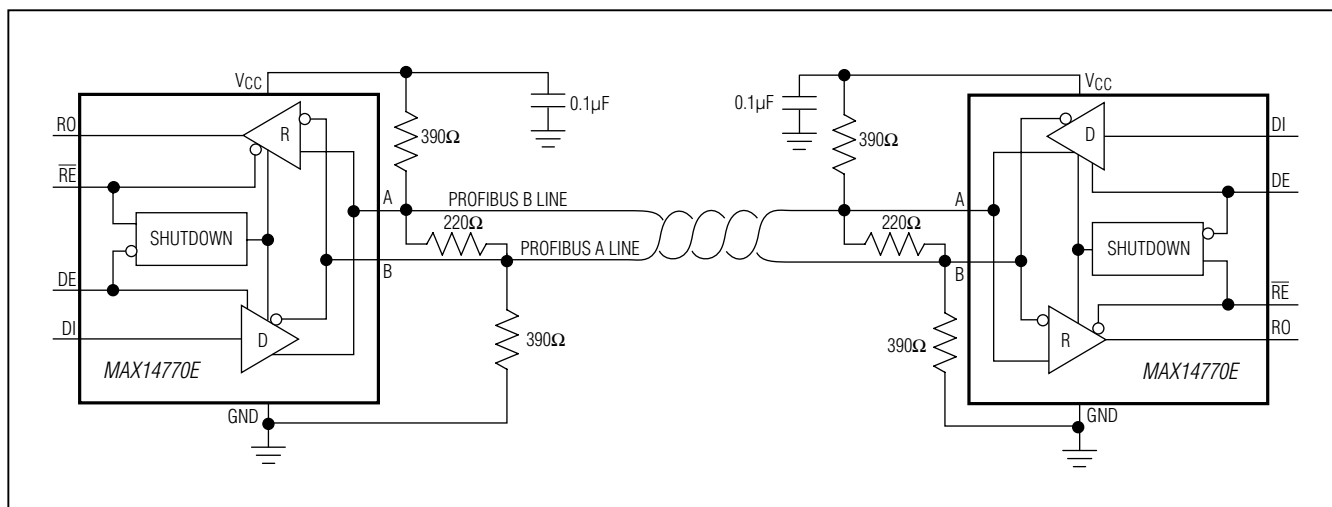 VCC
0.1µF
390Ω
RO
R
RE
A
PROFIBUS B LINE
220Ω
SHUTDOWN
PROFIBUS A LINE
B
DE
DI
D
390Ω
MAX14770E
GND
VCC
0.1µF
390Ω
D
DI
DE
A
220Ω
SHUTDOWN
B
RE
RO
R
390Ω
MAX14770E
GND